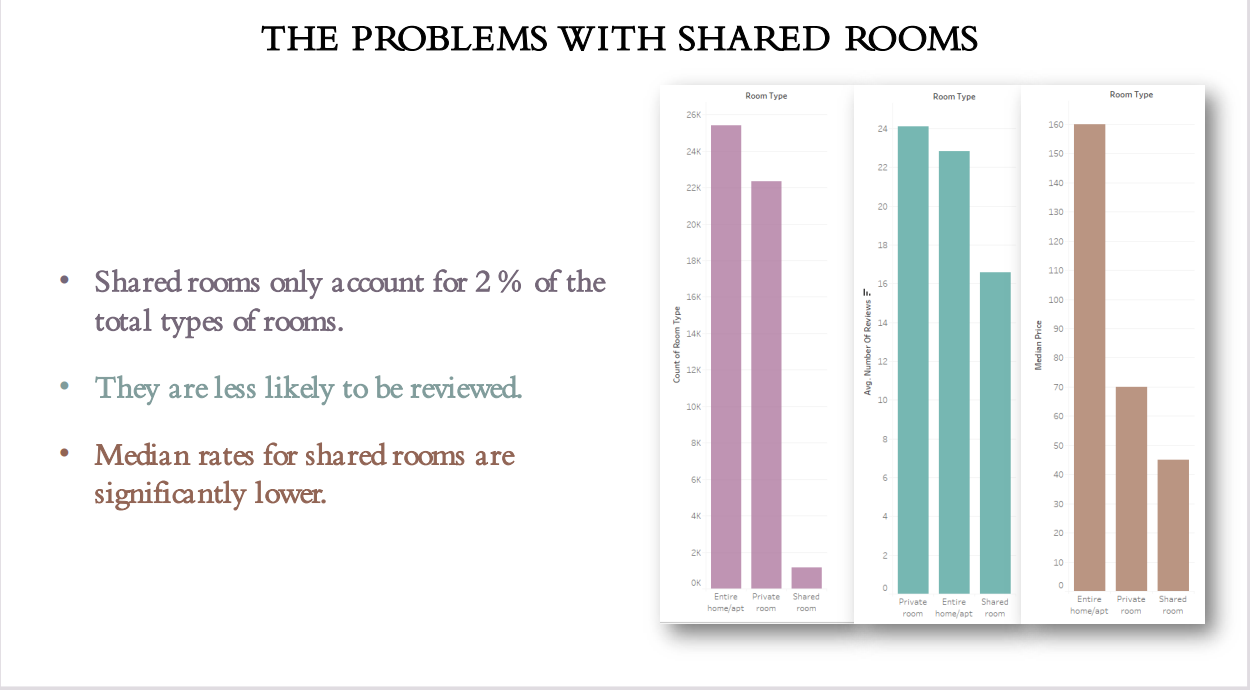 THE PROBLEMS WITH SHARED ROOMS
• Shared rooms only account for 2 % of the
total types of rooms.
• They are less likely to be reviewed.
• Median rates for shared rooms are
significantly lower.
Room Type
Count of Room Type
26K
24K
22K
20K
18K
16K
14K
12K
10K
8K
6K
4K
2K
0K
Entire Private Shared
home/apt room room
Room Type
Avg. Number Of Reviews
24
22
20
18
16
14
12
10
8
6
4
2
0
Private Entire Shared
room home/apt room
Room Type
Median Price
160
150
140
130
120
110
100
90
80
70
60
50
40
30
20
10
0
Entire Private Shared
home/apt room room